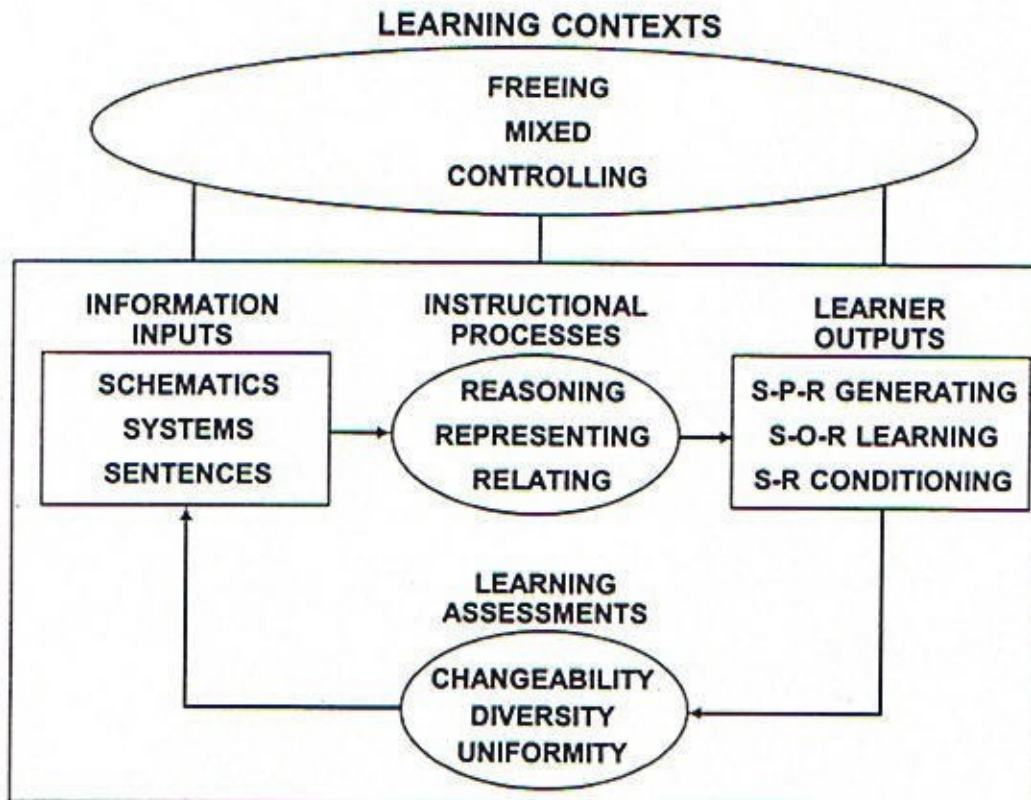 LEARNING CONTEXTS
FREEING
MIXED
CONTROLLING
INFORMATION
INPUTS
SCHEMATICS
SYSTEMS
SENTENCES
INSTRUCTIONAL
PROCESSES
REASONING
REPRESENTING
RELATING
LEARNER
OUTPUTS
S-P-R GENERATING
S-O-R LEARNING
S-R CONDITIONING
LEARNING
ASSESSMENTS
CHANGEABILITY
DIVERSITY
UNIFORMITY